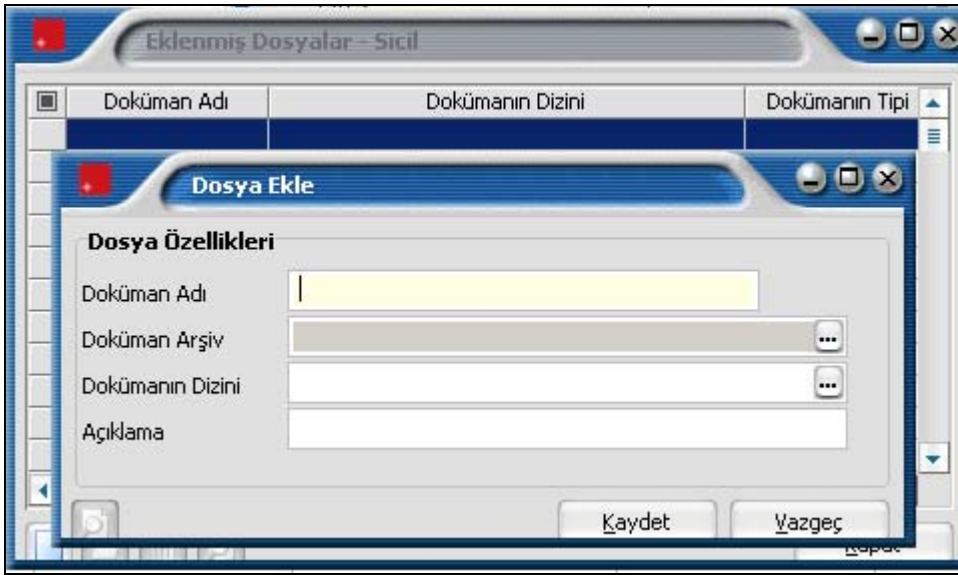 Eklenmiş Dosyalar - Sicil
Doküman Adı Dokümanın Dizini Dokümanın Tipi
Dosya Ekle
Dosya Özellikleri
Doküman Adı
Doküman Arşiv
...
Dokümanın Dizini
...
Açıklama
Kaydet Vazgeç
Kapat